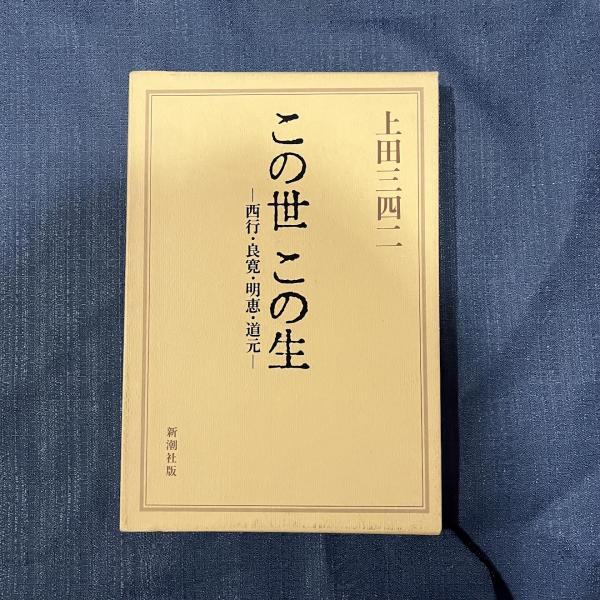 上田三四二
この世 この生
―西行・良寛・明恵・道元―
新潮社版